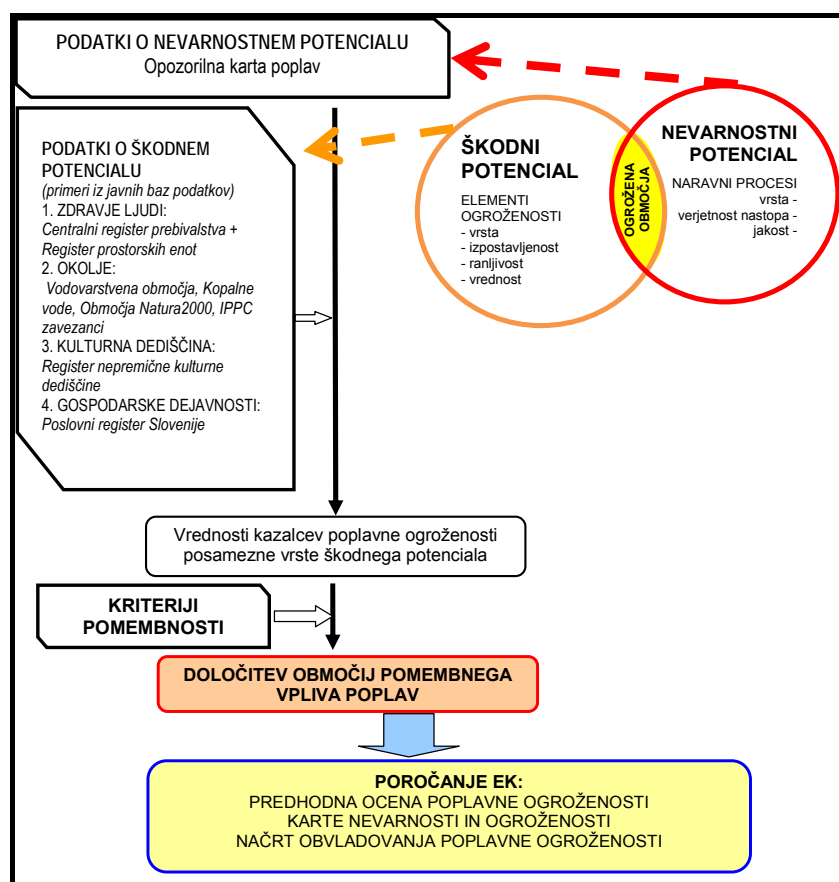 PODATKI O NEVARNOSTNEM POTENCIALU
Opozorilna karta poplav
PODATKI O ŠKODNEM
POTENCIALU
(primeri iz javnih baz podatkov)
1. ZDRAVJE LJUDI:
Centralni register prebivalstva +
Register prostorskih enot
2. OKOLJE:
Vodovarstvena območja, Kopalne
vode, Območja Natura2000, IPPC
zavezanci
3. KULTURNA DEDIŠČINA:
Register nepremične kulturne
dediščine
4. GOSPODARSKE DEJAVNOSTI:
Poslovni register Slovenije
ŠKODNI
POTENCIAL
ELEMENTI
OGROŽENOSTI
- vrsta
- izpostavljenost
- ranljivost
- vrednost
OGROŽENA
OBMOČJA
NEVARNOSTNI
POTENCIAL
NARAVNI PROCESI
vrsta -
verjetnost nastopa -
jakost -
Vrednosti kazalcev poplavne ogroženosti
posamezne vrste škodnega potenciala
KRITERIJI
POMEMBNOSTI
DOLOČITEV OBMOČIJ POMEMBNEGA
VPLIVA POPLAV
POROČANJE EK:
PREDHODNA OCENA POPLAVNE OGROŽENOSTI
KARTE NEVARNOSTI IN OGROŽENOSTI
NAČRT OBVLADOVANJA POPLAVNE OGROŽENOSTI